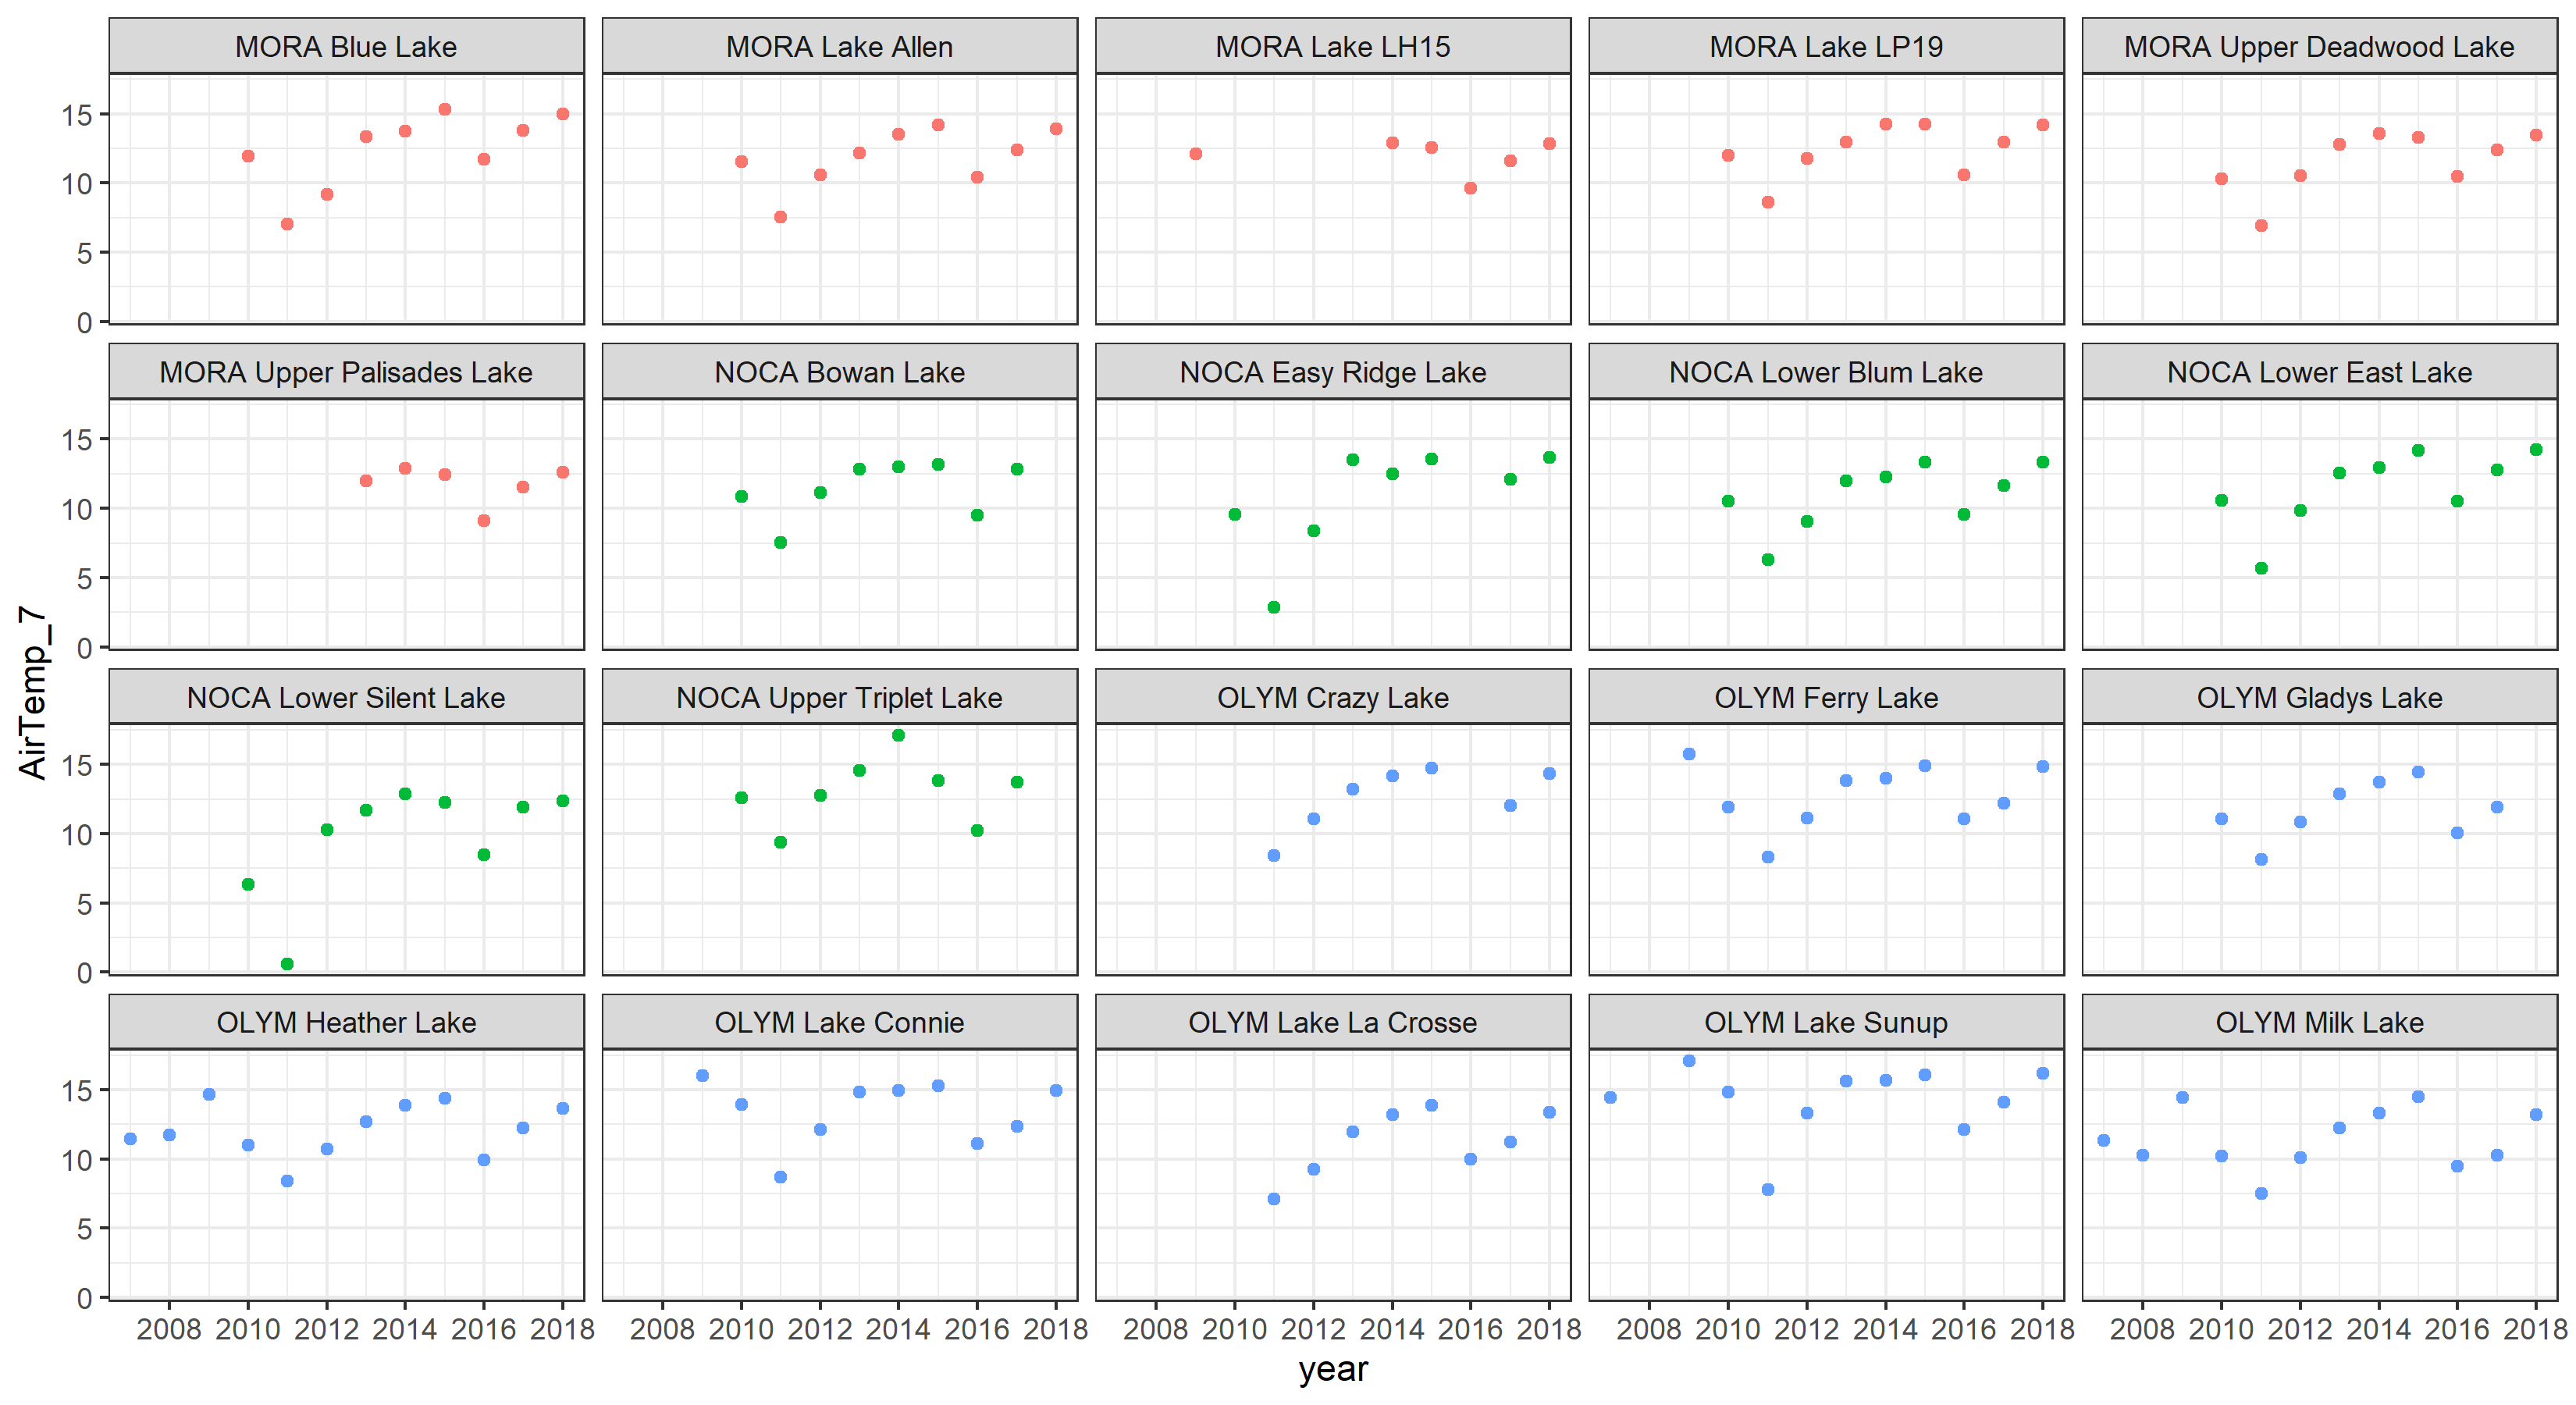 MORA Blue Lake MORA Lake Allen MORA Lake LH15 MORA Lake LP19 MORA Upper Deadwood Lake
15
10
5
0
MORA Upper Palisades Lake NOCA Bowan Lake NOCA Easy Ridge Lake NOCA Lower Blum Lake NOCA Lower East Lake
15
10
5
0
AirTemp_7
NOCA Lower Silent Lake NOCA Upper Triplet Lake OLYM Crazy Lake OLYM Ferry Lake OLYM Gladys Lake
15
10
5
0
OLYM Heather Lake OLYM Lake Connie OLYM Lake La Crosse OLYM Lake Sunup OLYM Milk Lake
15
10
5
0
2008 2010 2012 2014 2016 2018 2008 2010 2012 2014 2016 2018 2008 2010 2012 2014 2016 2018 2008 2010 2012 2014 2016 2018 2008 2010 2012 2014 2016 2018
year